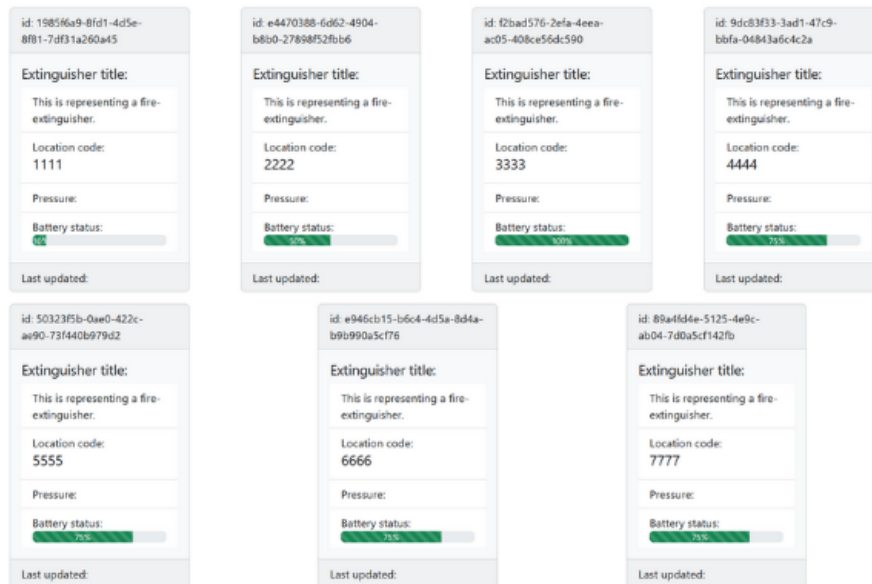 id: 1985f6a9-8fd1-4d5e-
8f81-7df31a260a45
Extinguisher title:
This is representing a fire-
extinguisher.
Location code:
1111
Pressure:
Battery status:
10%
Last updated:
id: e4470388-6d62-4904-
b8b0-27898f52fbb6
Extinguisher title:
This is representing a fire-
extinguisher.
Location code:
2222
Pressure:
Battery status:
50%
Last updated:
id: f2bad576-2efa-4eea-
ac05-408ce56dc590
Extinguisher title:
This is representing a fire-
extinguisher.
Location code:
3333
Pressure:
Battery status:
100%
Last updated:
id: 9dc83f33-3ad1-47c9-
bbfa-04843a6c4c2a
Extinguisher title:
This is representing a fire-
extinguisher.
Location code:
4444
Pressure:
Battery status:
75%
Last updated:
id: 50323f5b-0ae0-422c-
ae90-73f440b979d2
Extinguisher title:
This is representing a fire-
extinguisher.
Location code:
5555
Pressure:
Battery status:
75%
Last updated:
id: e946cb15-b6c4-4d5a-8d4a-
b9b990a5cf76
Extinguisher title:
This is representing a fire-
extinguisher.
Location code:
6666
Pressure:
Battery status:
75%
Last updated:
id: 89a4fd4e-5125-4e9c-
ab04-7d0a5cf142fb
Extinguisher title:
This is representing a fire-
extinguisher.
Location code:
7777
Pressure:
Battery status:
75%
Last updated: